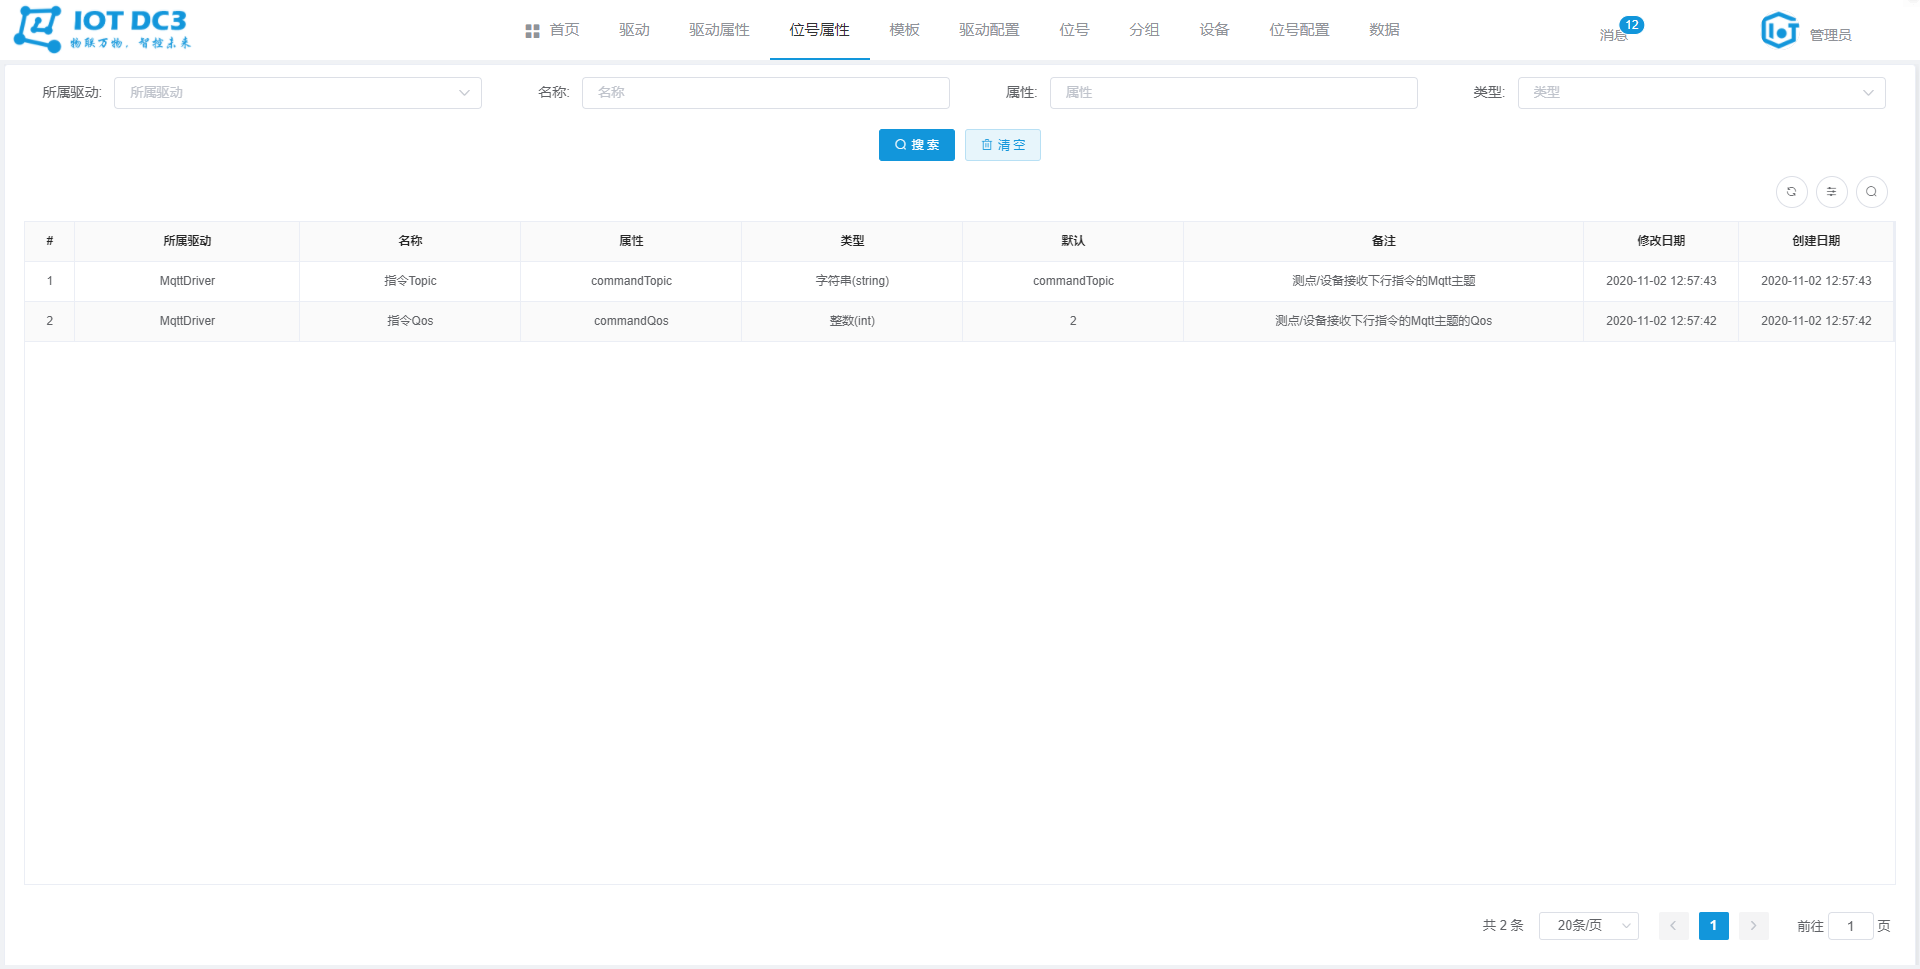 IOT DC3
物联万物，智控未来
首页 驱动 驱动属性 位号属性 模板 驱动配置 位号 分组 设备 位号配置 数据
消息 12
管理员
所属驱动: 所属驱动 名称: 名称 属性: 属性 类型: 类型
搜 索 清 空
# 所属驱动 名称 属性 类型 默认 备注 修改日期 创建日期
1 MqttDriver 指令Topic commandTopic 字符串(string) commandTopic 测点/设备接收下行指令的Mqtt主题 2020-11-02 12:57:43 2020-11-02 12:57:43
2 MqttDriver 指令Qos commandQos 整数(int) 2 测点/设备接收下行指令的Mqtt主题的Qos 2020-11-02 12:57:42 2020-11-02 12:57:42
共 2 条 20条/页 1 前往 1 页